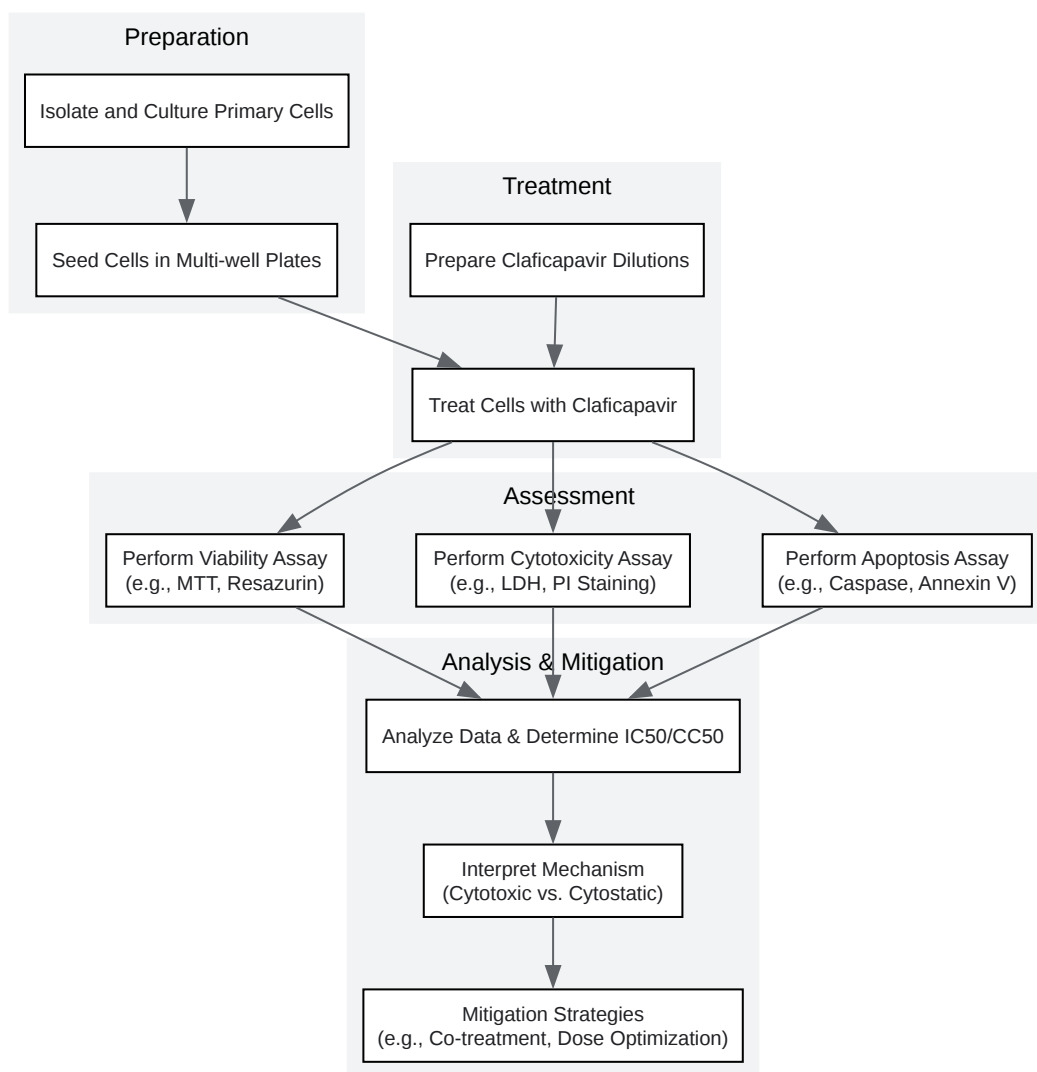 Preparation
Isolate and Culture Primary Cells
Seed Cells in Multi-well Plates
Treatment
Prepare Claficapavir Dilutions
Treat Cells with Claficapavir
Assessment
Perform Viability Assay
(e.g., MTT, Resazurin)
Perform Cytotoxicity Assay
(e.g., LDH, PI Staining)
Perform Apoptosis Assay
(e.g., Caspase, Annexin V)
Analysis & Mitigation
Analyze Data & Determine IC50/CC50
Interpret Mechanism
(Cytotoxic vs. Cytostatic)
Mitigation Strategies
(e.g., Co-treatment, Dose Optimization)